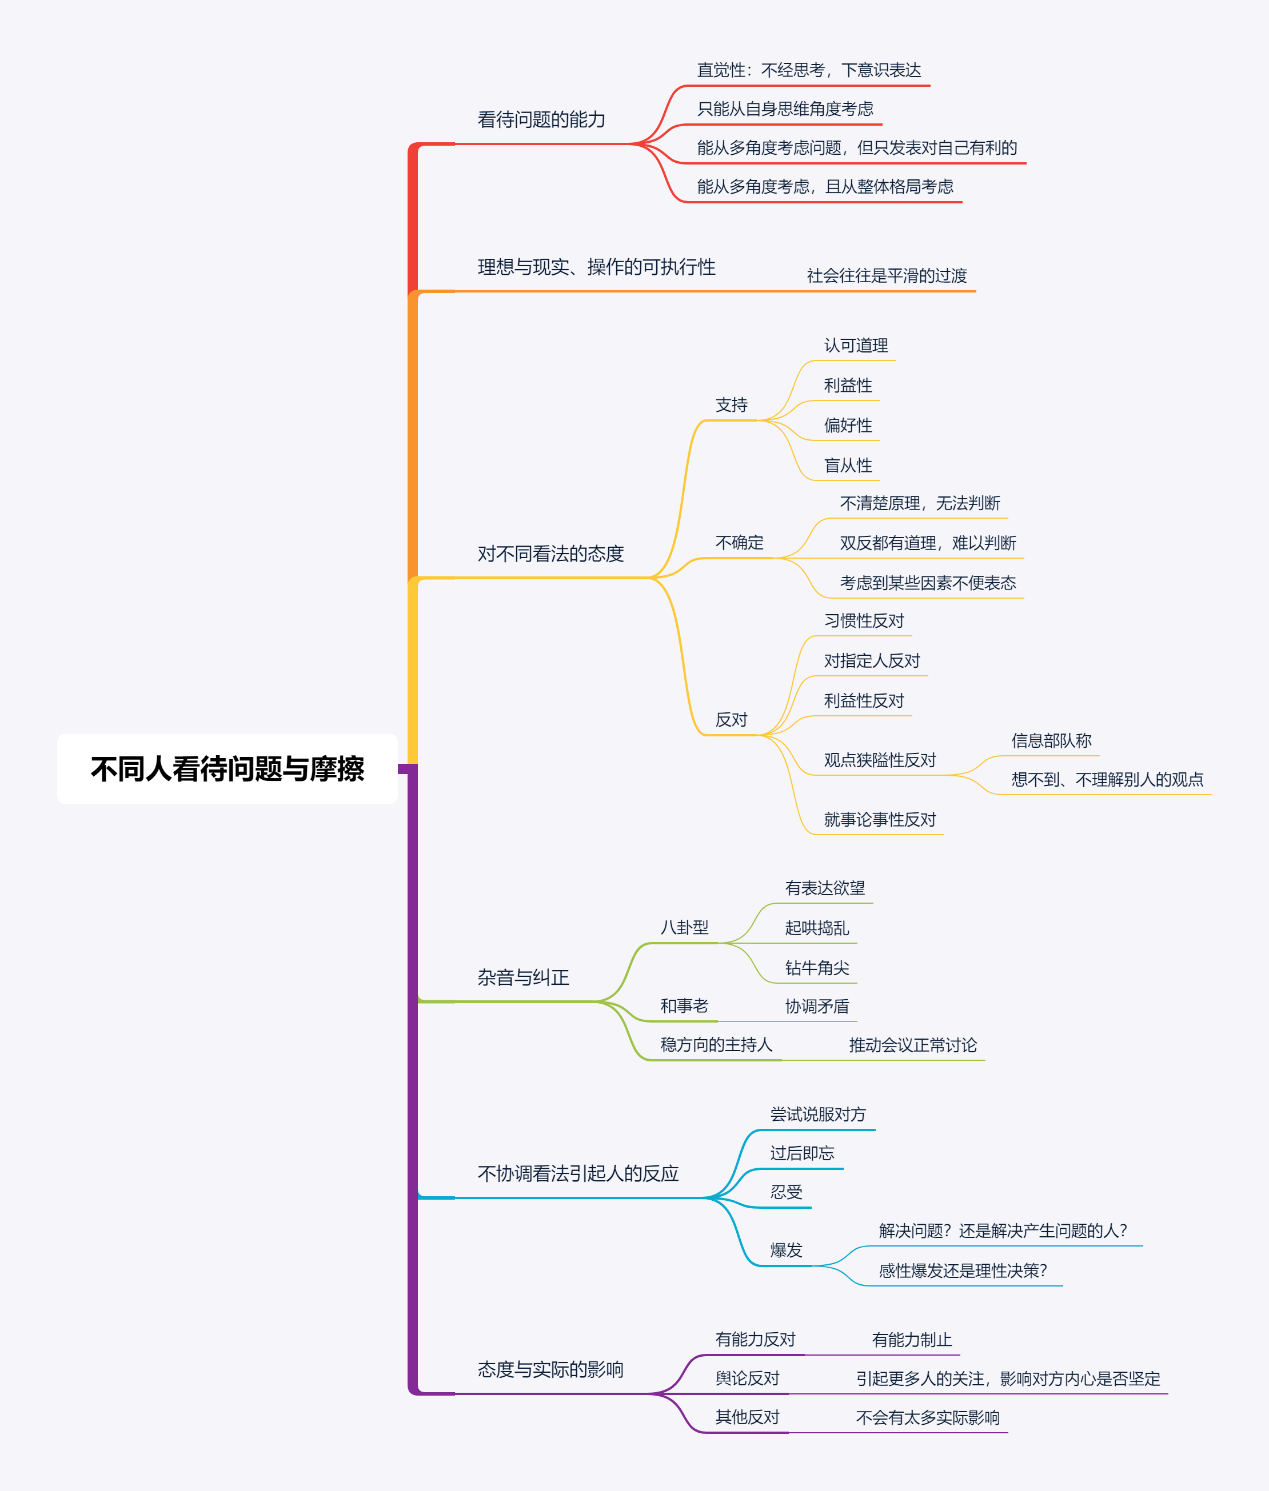 不同人看待问题与摩擦
看待问题的能力
直觉性：不经思考，下意识表达
只能从自身思维角度考虑
能从多角度考虑问题，但只发表对自己有利的
能从多角度考虑，且从整体格局考虑
理想与现实、操作的可执行性
社会往往是平滑的过渡
对不同看法的态度
支持
认可道理
利益性
偏好性
盲从性
不确定
不清楚原理，无法判断
双反都有道理，难以判断
考虑到某些因素不便表态
反对
习惯性反对
对指定人反对
利益性反对
观点狭隘性反对
信息部队称
想不到、不理解别人的观点
就事论事性反对
杂音与纠正
八卦型
有表达欲望
起哄捣乱
钻牛角尖
和事老
协调矛盾
稳方向的主持人
推动会议正常讨论
不协调看法引起人的反应
尝试说服对方
过后即忘
忍受
爆发
解决问题？还是解决产生问题的人？
感性爆发还是理性决策？
态度与实际的影响
有能力反对
有能力制止
舆论反对
引起更多人的关注，影响对方内心是否坚定
其他反对
不会有太多实际影响